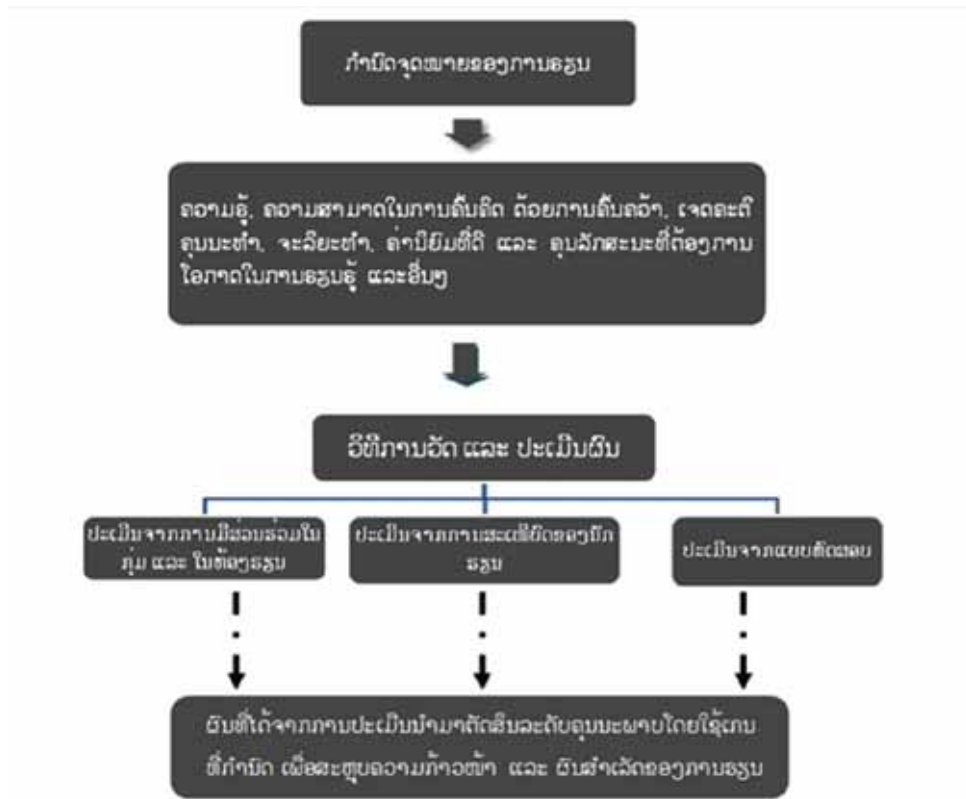 ກຳນົດຈຸດໝາຍຂອງການຮຽນ
ຄວາມຮູ້, ຄວາມສາມາດໃນການຄົ້ນຄິດ ດ້ວຍການຄົ້ນຄວ້າ, ເຈດຄະຕິ
ຄຸນນະທຳ, ຈະລິຍະທຳ, ຄ່ານິຍົມທີ່ດີ ແລະ ຄຸນລັກສະນະທີ່ຕ້ອງການ
ໂອກາດໃນການຮຽນຮູ້ ແລະອື່ນໆ
ວິທີການວັດ ແລະ ປະເມີນຜົນ
ປະເມີນຈາກການມີສ່ວນຮ່ວມໃນ
ກຸ່ມ ແລະ ໃນຫ້ອງຮຽນ
ປະເມີນຈາກການສະເໜີຍົດຂອງນັກ
ຮຽນ
ປະເມີນຈາກແບບທົດສອບ
ຜົນທີ່ໄດ້ຈາກການປະເມີນນຳມາຕັດສິນລະດັບຄຸນນະພາບໂດຍໃຊ້ເກນ
ທີ່ກຳນົດ ເພື່ອສະຫຼຸບຄວາມກ້າວໜ້າ ແລະ ຜົນສຳເລັດຂອງການຮຽນ